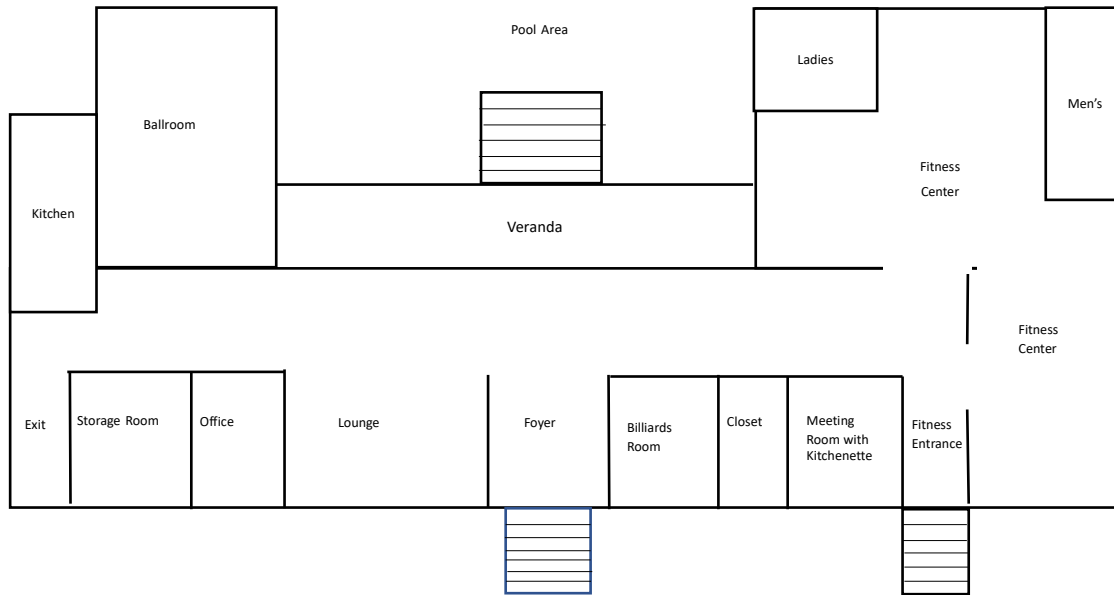 Pool Area
Ladies
Men's
Ballroom
Fitness
Center
Kitchen
Veranda
Fitness
Center
Exit
Storage Room
Office
Lounge
Foyer
Billiards
Room
Closet
Meeting
Room with
Kitchenette
Fitness
Entrance